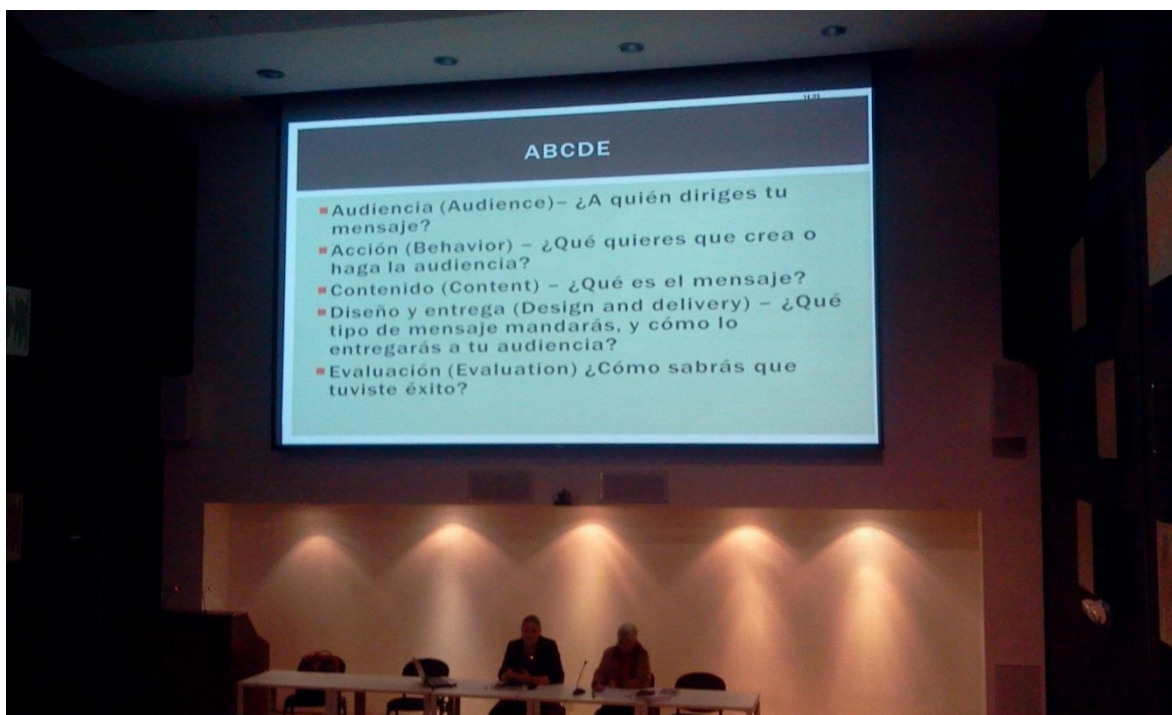 ABCDE
Audiencia (Audience)– ¿A quién diriges tu
mensaje?
Acción (Behavior) – ¿Qué quieres que crea o
haga la audiencia?
Contenido (Content) – ¿Qué es el mensaje?
Diseño y entrega (Design and delivery) – ¿Qué
tipo de mensaje mandarás, y cómo lo
entregarás a tu audiencia?
Evaluación (Evaluation) ¿Cómo sabrás que
tuviste éxito?